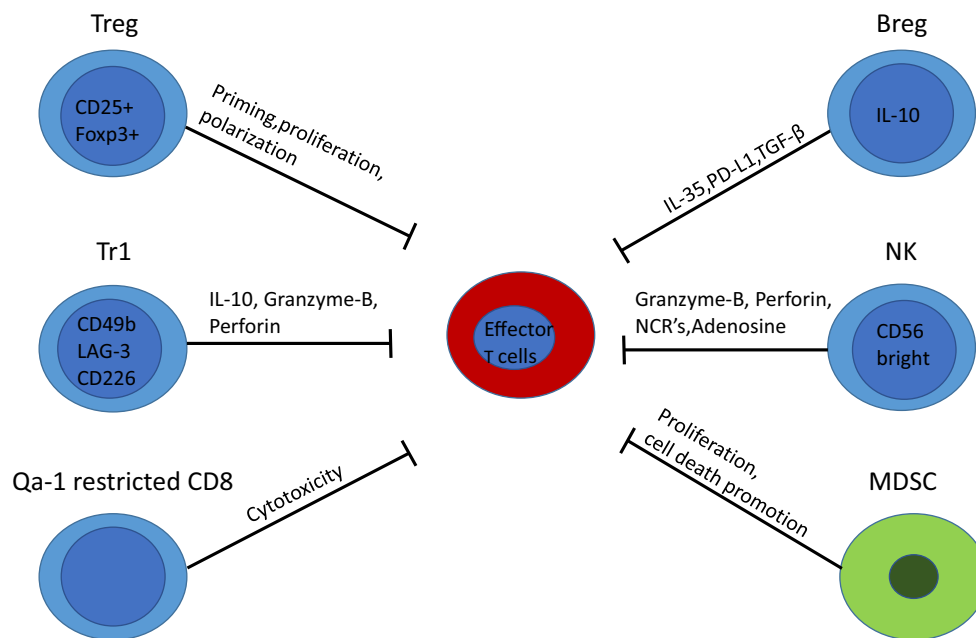 Treg
CD25+
Foxp3+
Priming,proliferation,
polarization
Breg
IL-10
IL-35,PD-L1,TGF-β
Tr1
CD49b
LAG-3
CD226
IL-10, Granzyme-B,
Perforin
Effector
T cells
NK
CD56
bright
Granzyme-B, Perforin,
NCR's,Adenosine
Qa-1 restricted CD8
Cytotoxicity
MDSC
Proliferation,
cell death promotion